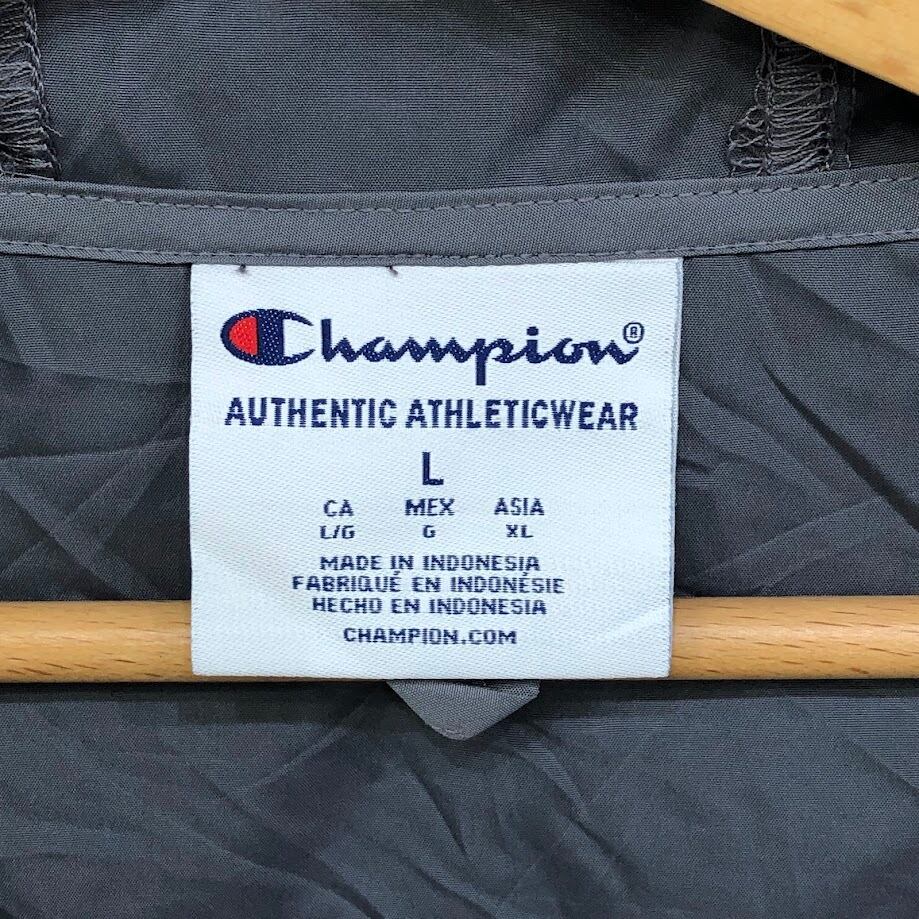 Champion®
AUTHENTIC ATHLETICWEAR
L
CA MEX ASIA
L/G G XL
MADE IN INDONESIA
FABRIQUÉ EN INDONÉSIE
HECHO EN INDONESIA
CHAMPION.COM